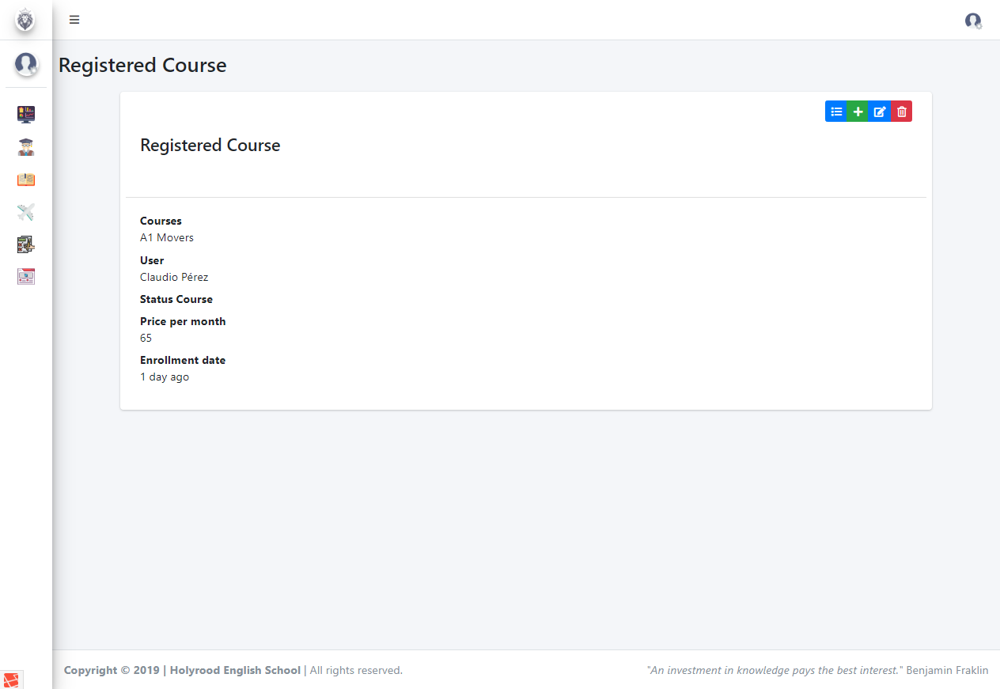 Registered Course
Registered Course
Courses
A1 Movers
User
Claudio Pérez
Status Course
Price per month
65
Enrollment date
1 day ago
Copyright © 2019 | Holyrood English School | All rights reserved.
"An investment in knowledge pays the best interest." Benjamin Fraklin